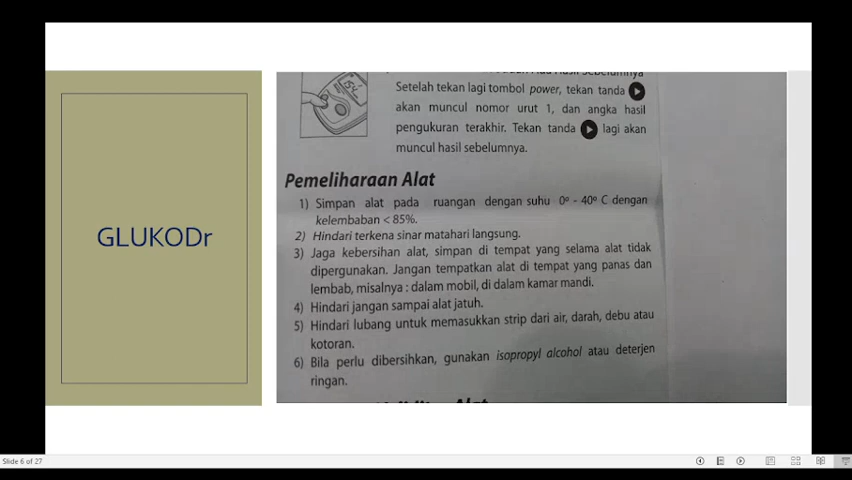 GLUKODr
Setelah tekan lagi tombol power, tekan tanda
akan muncul nomor urut 1, dan angka hasil
pengukuran terakhir. Tekan tanda lagi akan
muncul hasil sebelumnya.
Pemeliharaan Alat
1) Simpan alat pada ruangan dengan suhu 0º - 40º C dengan
kelembaban < 85%.
2) Hindari terkena sinar matahari langsung.
3) Jaga kebersihan alat, simpan di tempat yang selama alat tidak
dipergunakan. Jangan tempatkan alat di tempat yang panas dan
lembab, misalnya : dalam mobil, di dalam kamar mandi.
4) Hindari jangan sampai alat jatuh.
5) Hindari lubang untuk memasukkan strip dari air, darah, debu atau
kotoran.
6) Bila perlu dibersihkan, gunakan isopropyl alcohol atau deterjen
ringan.
Alat
Slide 6 of 27